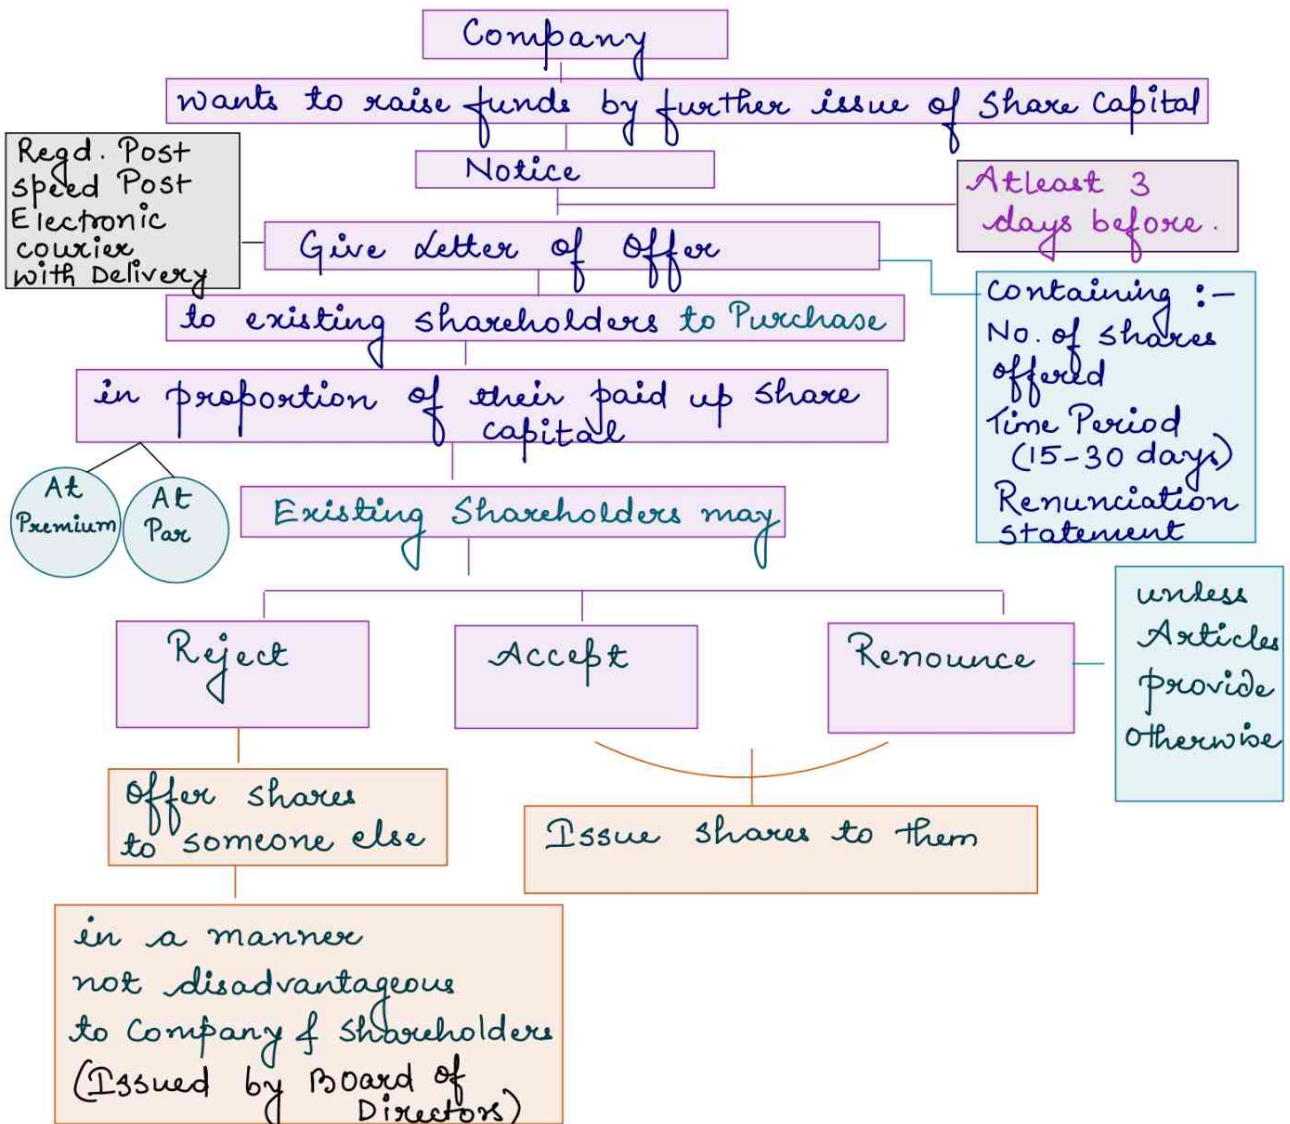 Company
wants to raise funds by further issue of Share Capital
Regd. Post
speed Post
Electronic
courier
with Delivery
Notice
Atleast 3
days before.
Give Letter of Offer
to existing shareholders to Purchase
containing :-
No. of shares
offered
Time Period
(15-30 days)
Renunciation
statement
in proportion of their paid up share
capital
At
Premium
At
Par
Existing Shareholders may
Reject
Accept
Renounce
unless
Articles
provide
otherwise
Offer shares
to someone else
Issue shares to them
in a manner
not disadvantageous
to Company & shareholders
(Issued by Board of
Directors)